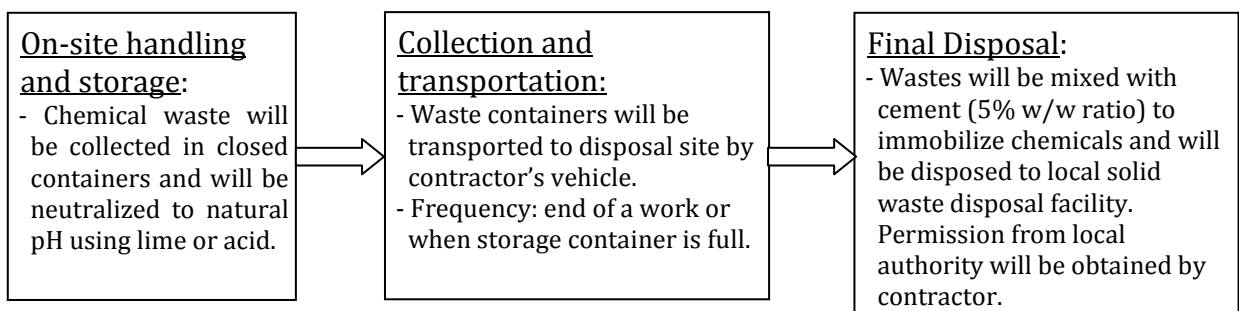 On-site handling
and storage:
- Chemical waste will
be collected in closed
containers and will be
neutralized to natural
pH using lime or acid.
Collection and
transportation:
- Waste containers will be
transported to disposal site by
contractor’s vehicle.
- Frequency: end of a work or
when storage container is full.
Final Disposal:
- Wastes will be mixed with
cement (5% w/w ratio) to
immobilize chemicals and will
be disposed to local solid
waste disposal facility.
Permission from local
authority will be obtained by
contractor.